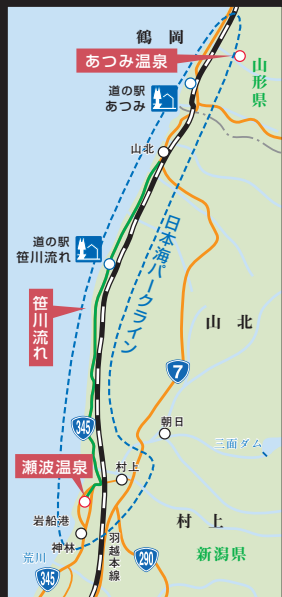 鶴岡
あつみ温泉
山形県
道の駅
あつみ
山北
道の駅
笹川流れ
日本海パークライン
笹川流れ
山北
7
345
朝日
三面ダム
瀬波温泉
村上
岩船港
神林
羽越本線
村上
荒川
新潟県
345
290